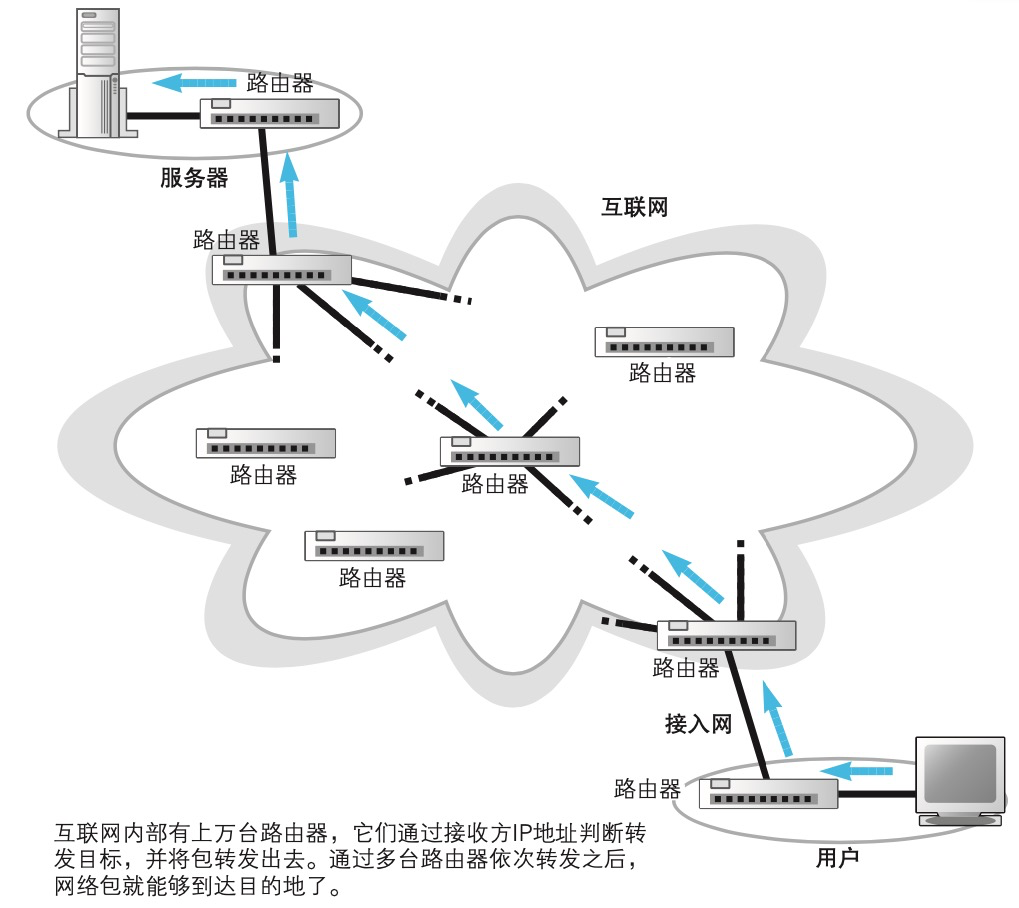 路由器
服务器
互联网
路由器
路由器
路由器
路由器
路由器
路由器
接入网
路由器
用户
互联网内部有上万台路由器，它们通过接收方IP地址判断转
发目标，并将包转发出去。通过多台路由器依次转发之后，
网络包就能够到达目的地了。